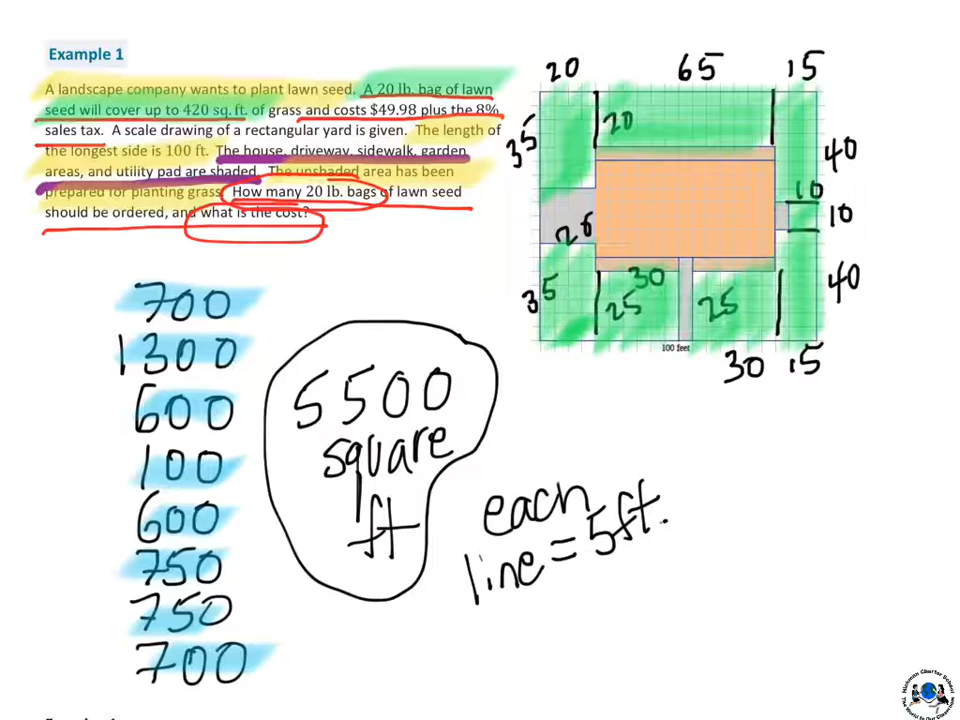 Example 1
A landscape company wants to plant lawn seed. A 20 lb. bag of lawn
seed will cover up to 420 sq. ft. of grass and costs $49.98 plus the 8%
sales tax. A scale drawing of a rectangular yard is given. The length of
the longest side is 100 ft. The house, driveway, sidewalk, garden
areas, and utility pad are shaded. The unshaded area has been
prepared for planting grass. How many 20 lb. bags of lawn seed
should be ordered, and what is the cost?
20 65 15
35 20 40
10
20 10
35 30 40
25 25
100 feet
30 15
700
1300
600
100
600
750
750
700
5500
square
ft
each
line = 5ft.